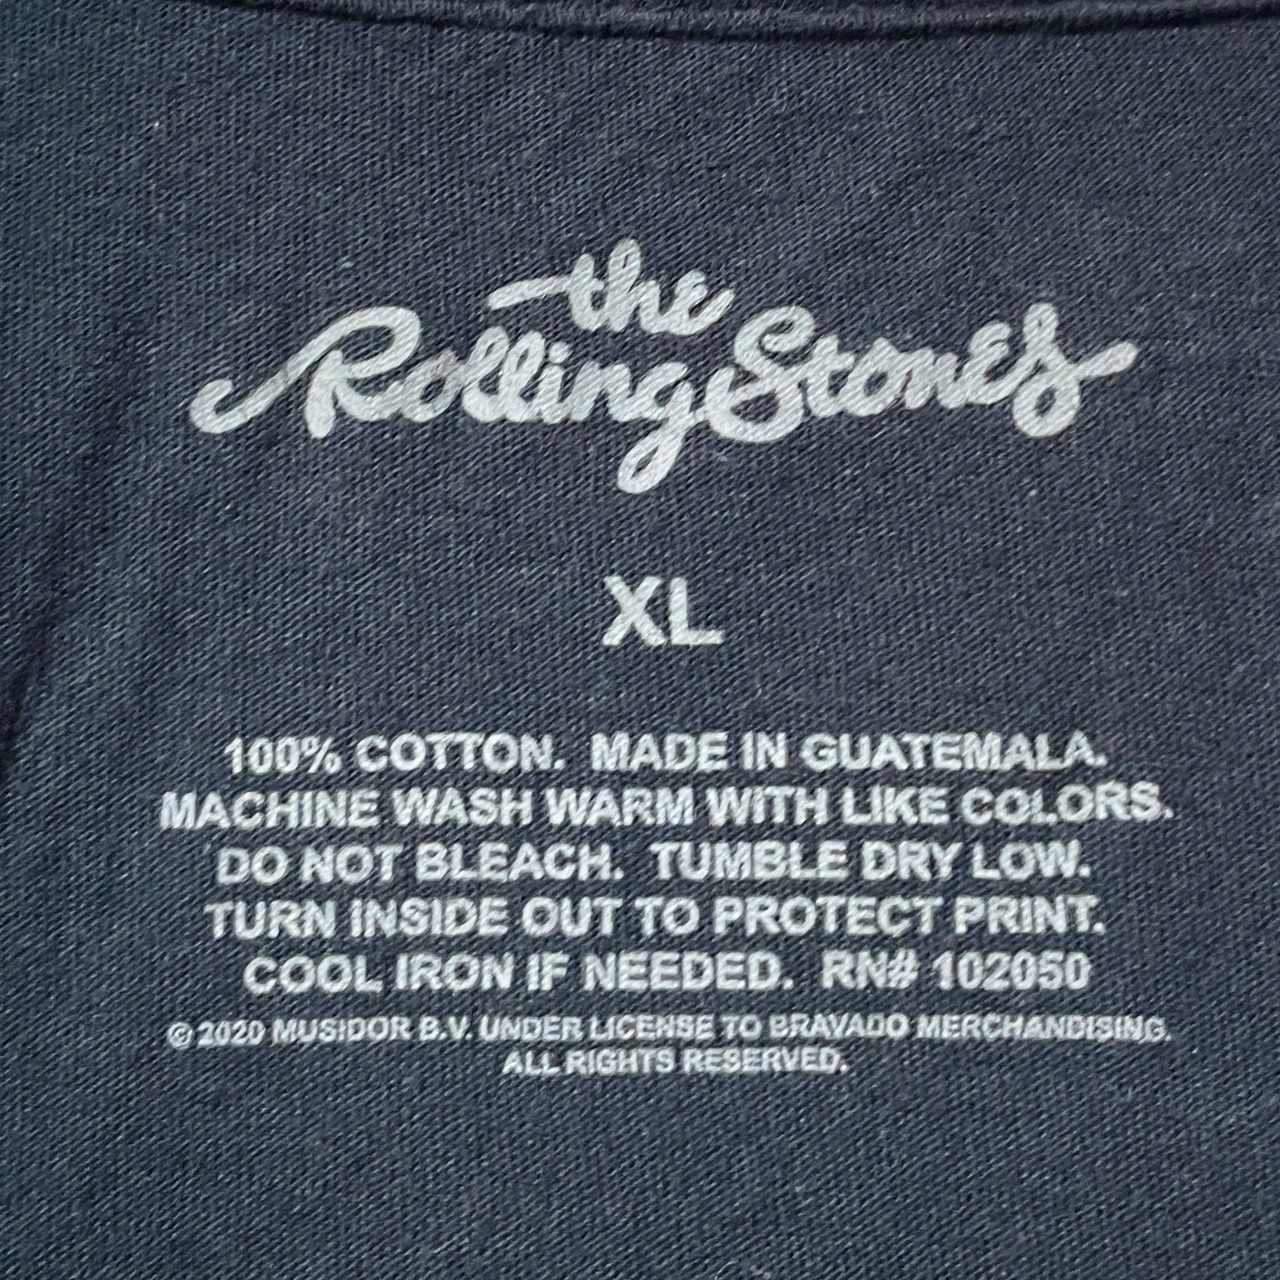 the
Rolling Stones
XL
100% COTTON. MADE IN GUATEMALA.
MACHINE WASH WARM WITH LIKE COLORS.
DO NOT BLEACH. TUMBLE DRY LOW.
TURN INSIDE OUT TO PROTECT PRINT.
COOL IRON IF NEEDED. RN# 102050
© 2020 MUSIDOR B.V. UNDER LICENSE TO BRAVADO MERCHANDISING.
ALL RIGHTS RESERVED.